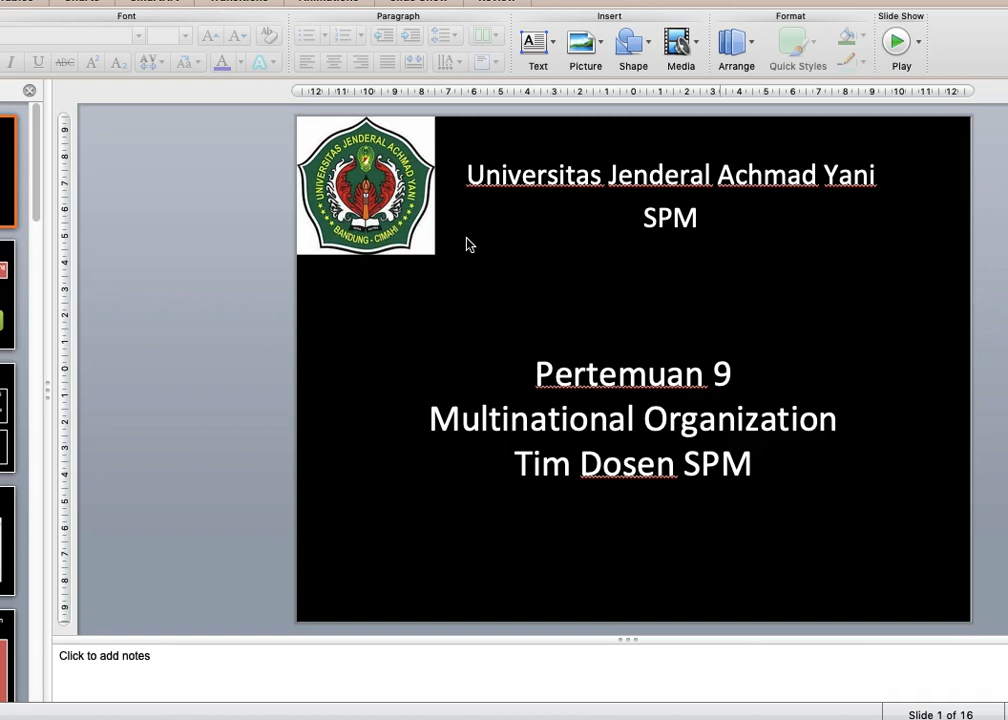 Font
Paragraph
Insert
Format
Slide Show
Text
Picture
Shape
Media
Arrange
Quick Styles
Play
UNIVERSITAS JENDERAL ACHMAD YANI
BANDUNG - CIMAHI
Universitas Jenderal Achmad Yani
SPM
Pertemuan 9
Multinational Organization
Tim Dosen SPM
Click to add notes
Slide 1 of 16